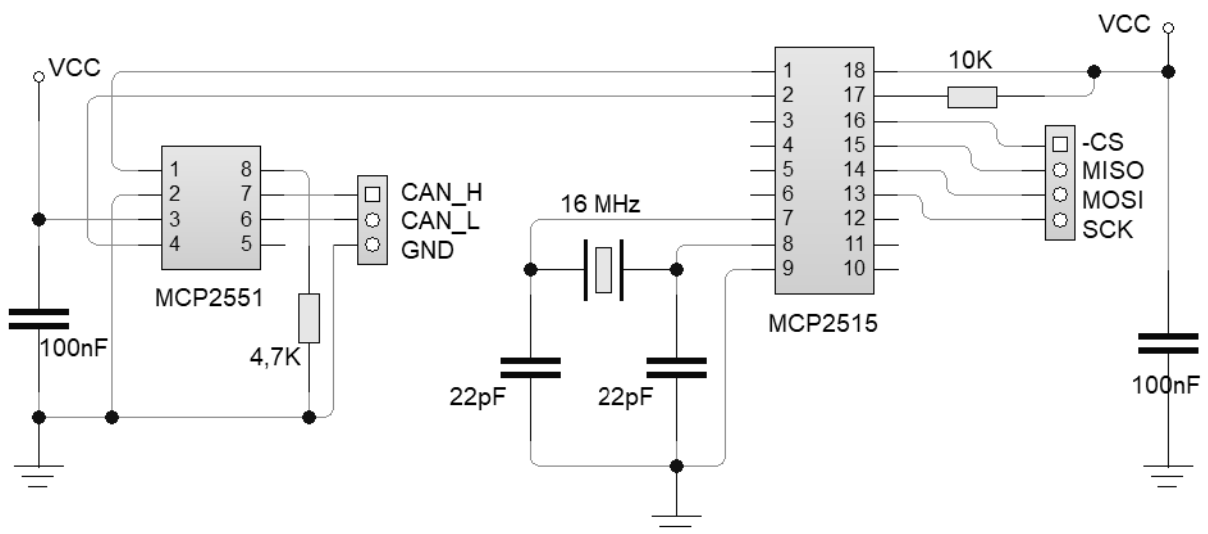 VCC
1 8
2 7
3 6
4 5
MCP2551
100nF
4,7K
CAN_H
CAN_L
GND
16 MHz
22pF
22pF
1 18
2 17
3 16
4 15
5 14
6 13
7 12
8 11
9 10
MCP2515
10K
VCC
-CS
MISO
MOSI
SCK
100nF